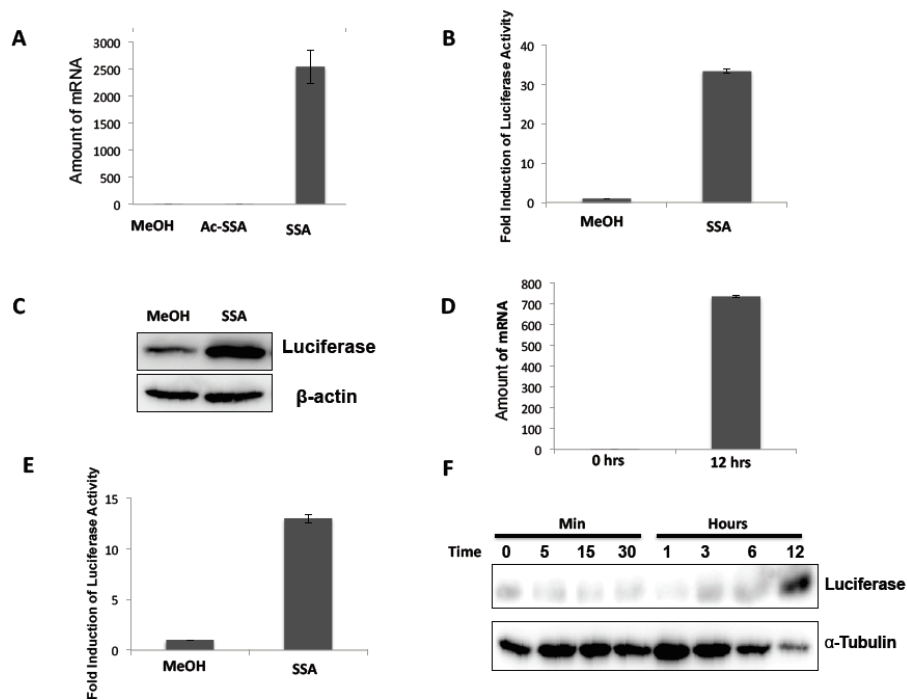 A
Amount of mRNA
3000
2500
2000
1500
1000
500
0
MeOH Ac-SSA SSA
B
Fold Induction of Luciferase Activity
40
30
20
10
0
MeOH SSA
C
MeOH SSA
Luciferase
β-actin
D
Amount of mRNA
800
700
600
500
400
300
200
100
0
0 hrs 12 hrs
E
Fold Induction of Luciferase Activity
15
10
5
0
MeOH SSA
F
Min Hours
Time 0 5 15 30 1 3 6 12
Luciferase
α-Tubulin